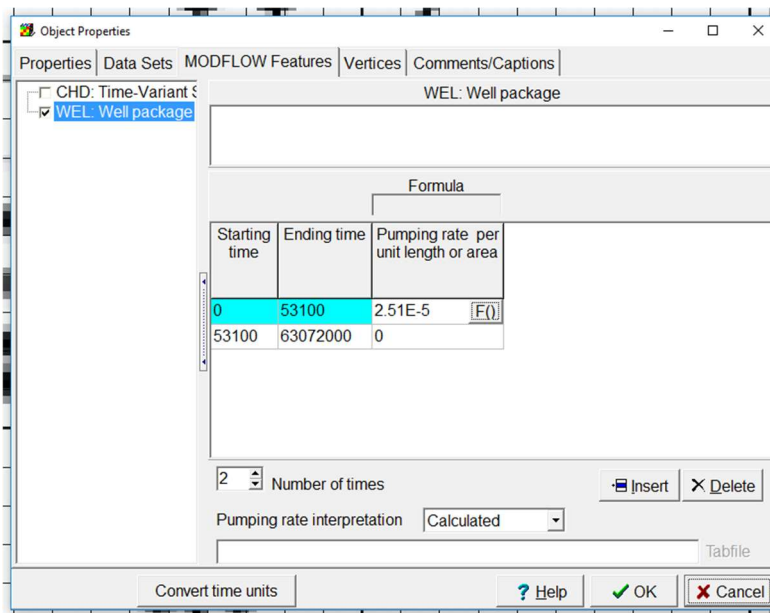 Object Properties
Properties Data Sets MODFLOW Features Vertices Comments/Captions
CHD: Time-Variant S
WEL: Well package
WEL: Well package
Formula
Starting time Ending time Pumping rate per unit length or area
0 53100 2.51E-5 F()
53100 63072000 0
2 Number of times Insert Delete
Pumping rate interpretation Calculated
Tabfile
Convert time units ? Help OK Cancel